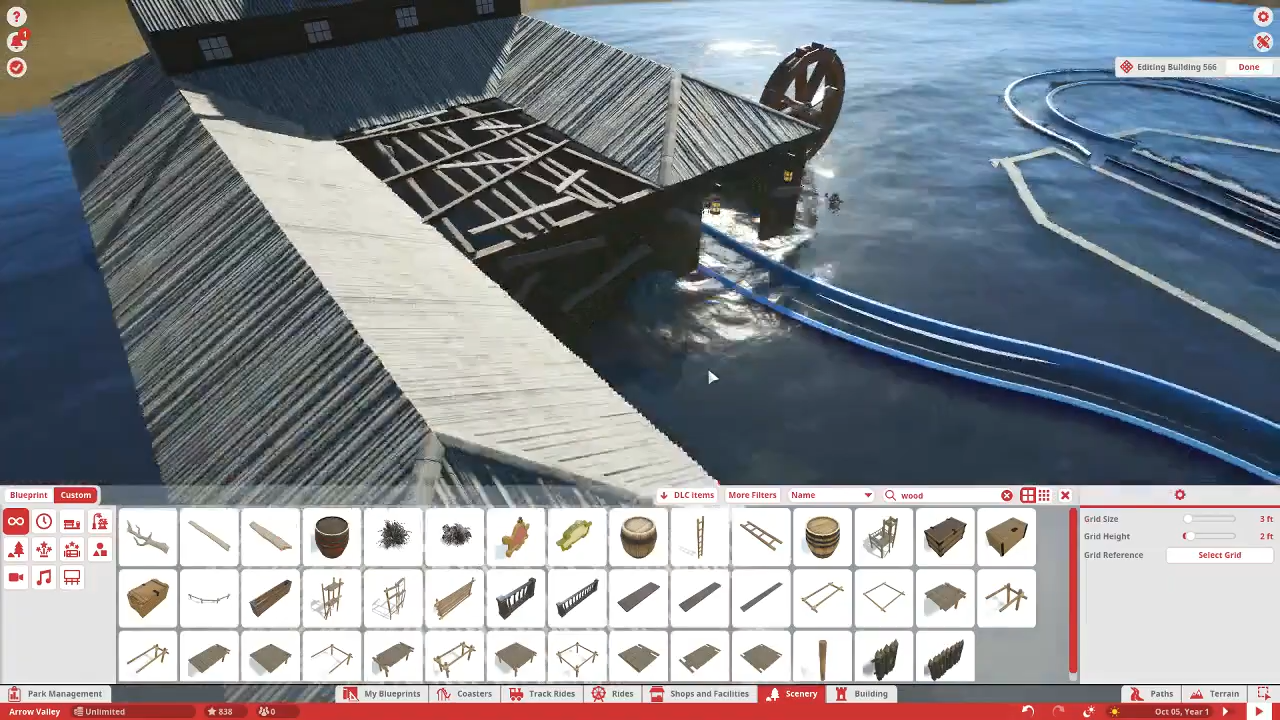 ?
1
Editing Building 566 Done
Blueprint Custom DLC Items More Filters Name wood
Grid Size 3 ft
Grid Height 2 ft
Grid Reference Select Grid
Park Management My Blueprints Coasters Track Rides Rides Shops and Facilities Scenery Building Paths Terrain
Arrow Valley Unlimited 838 0 Oct 05, Year 1